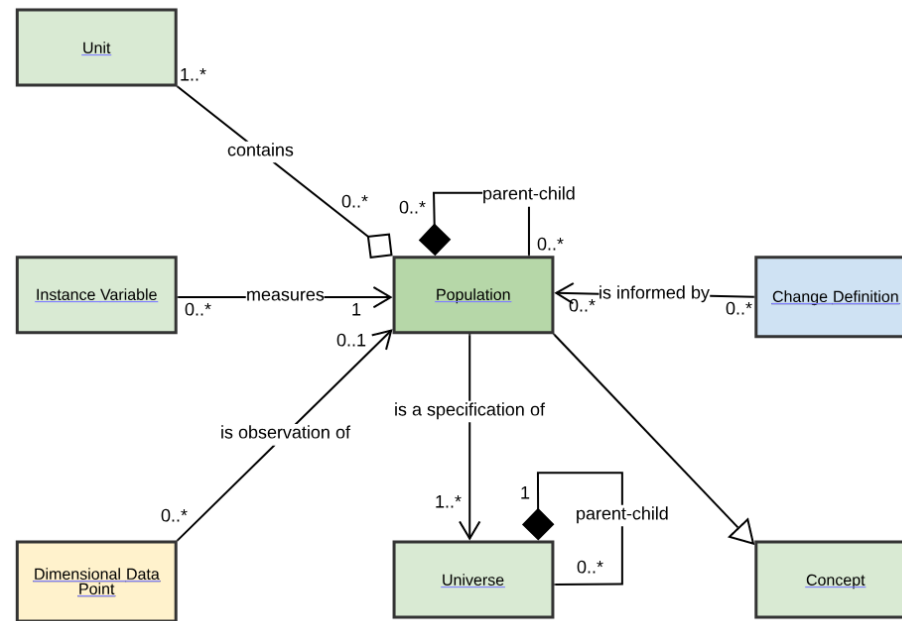 Unit
1..*
contains
0..*
0..*
parent-child
0..*
Instance Variable
0..*
measures
1
Population
0..*
is informed by
0..*
Change Definition
0..1
is a specification of
is observation of
0..*
1..*
1
parent-child
0..*
Dimensional Data
Point
Universe
Concept